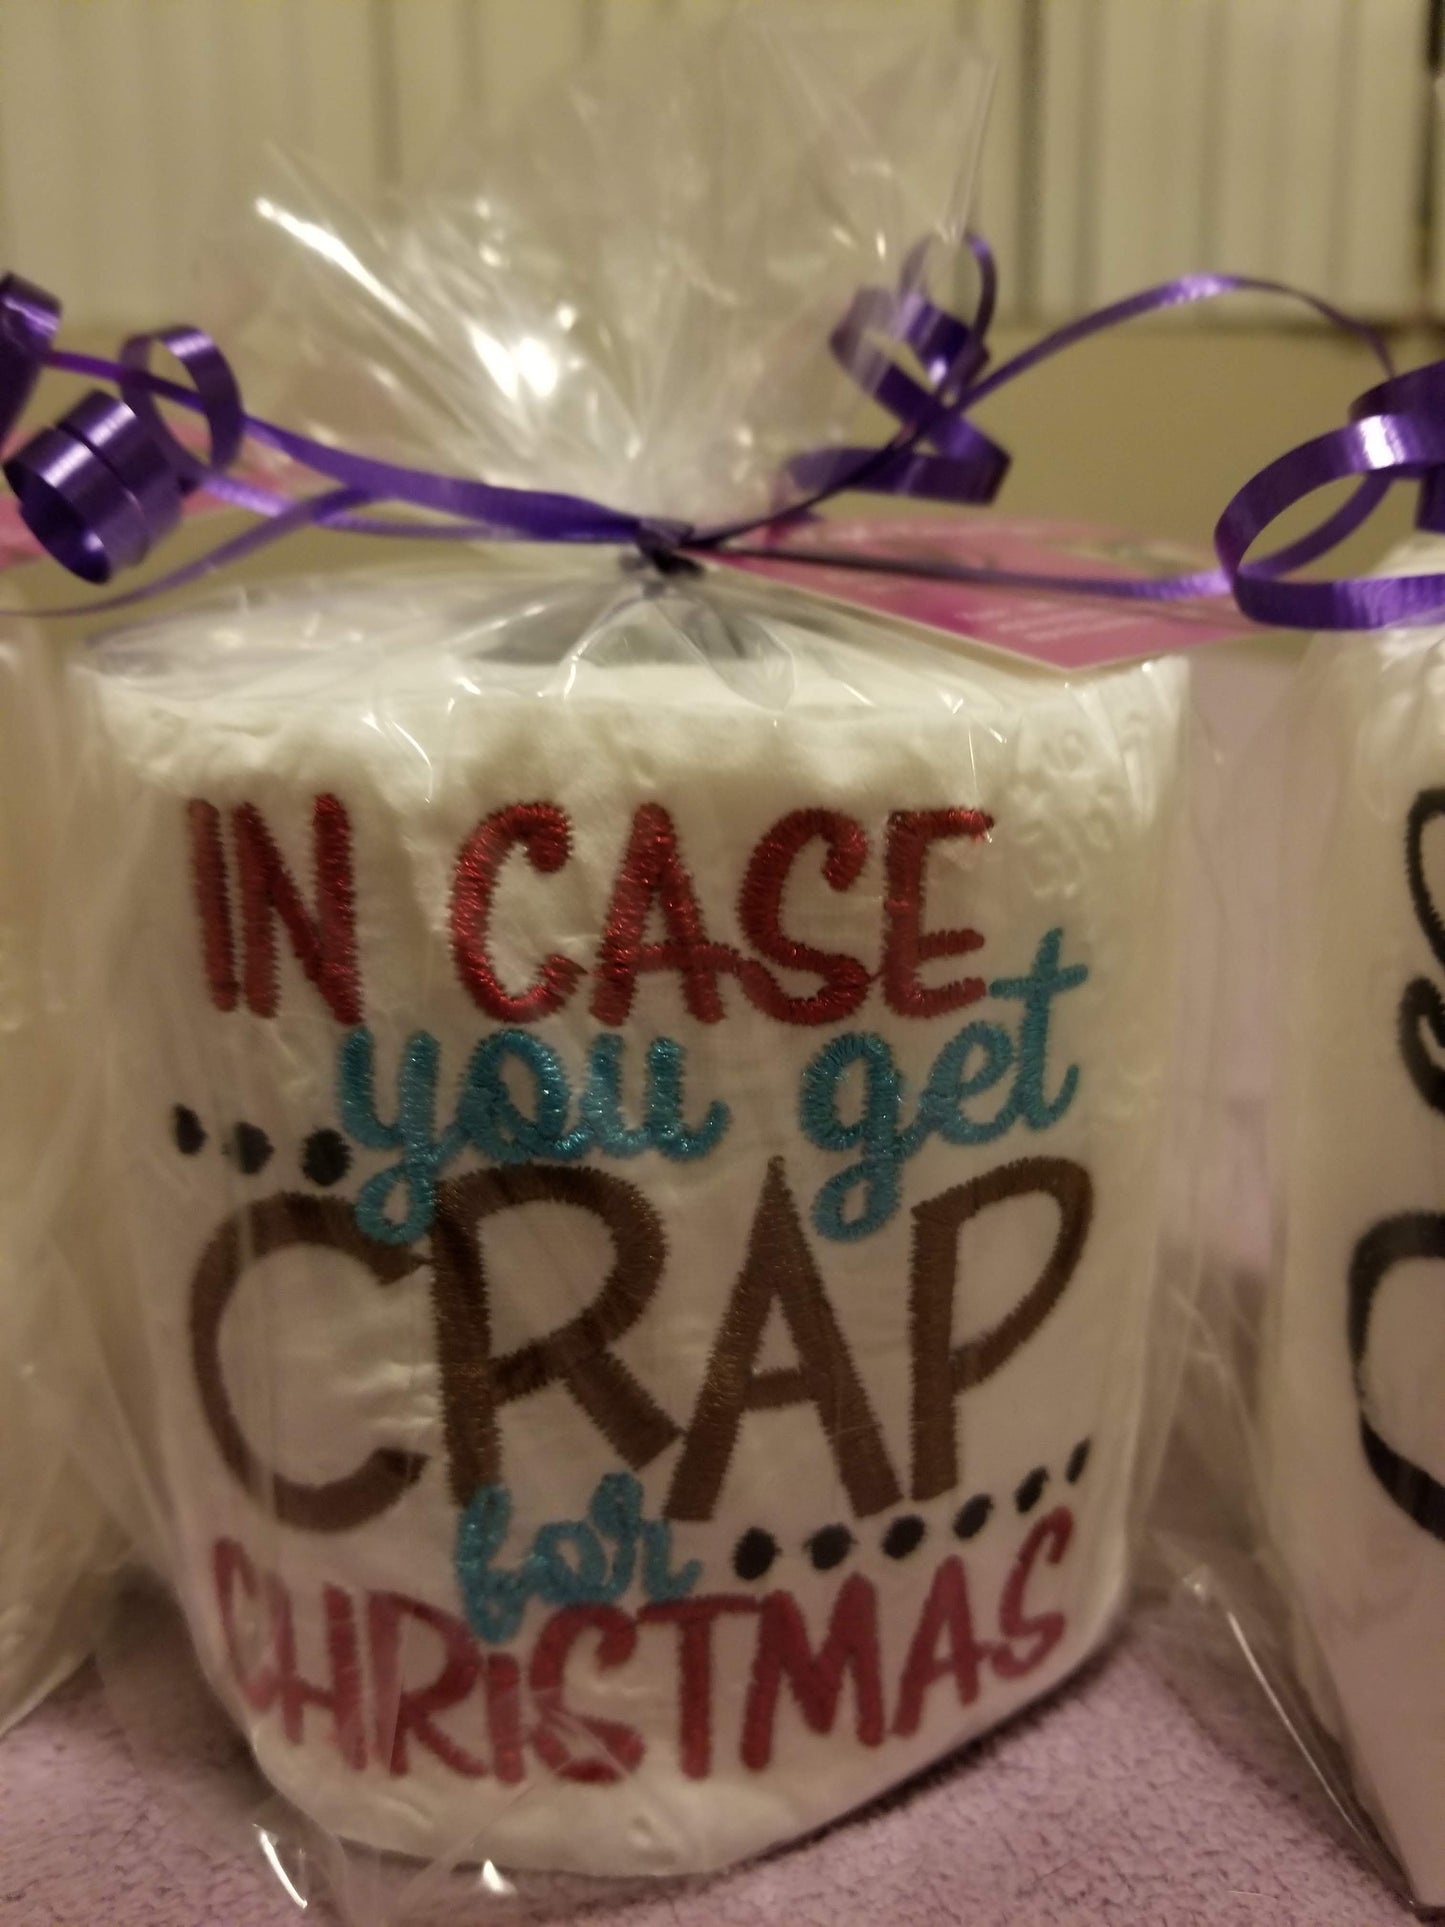 IN CASE
...you get
CRAP
for.....
CHRISTMAS